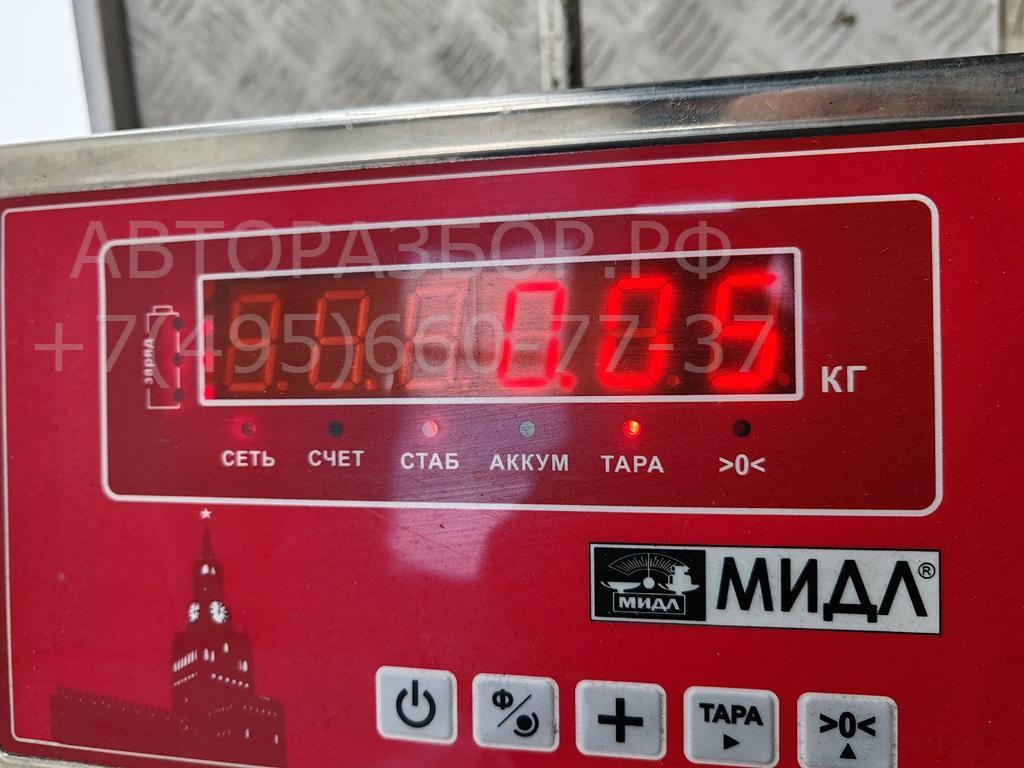 АВТОРАЗБОР.РФ
+7(495)660-77-37
0.05
КГ
заряд
СЕТЬ СЧЕТ СТАБ АККУМ ТАРА >0<
МИДЛ МИДЛ®
Ф/ + ТАРА >0<